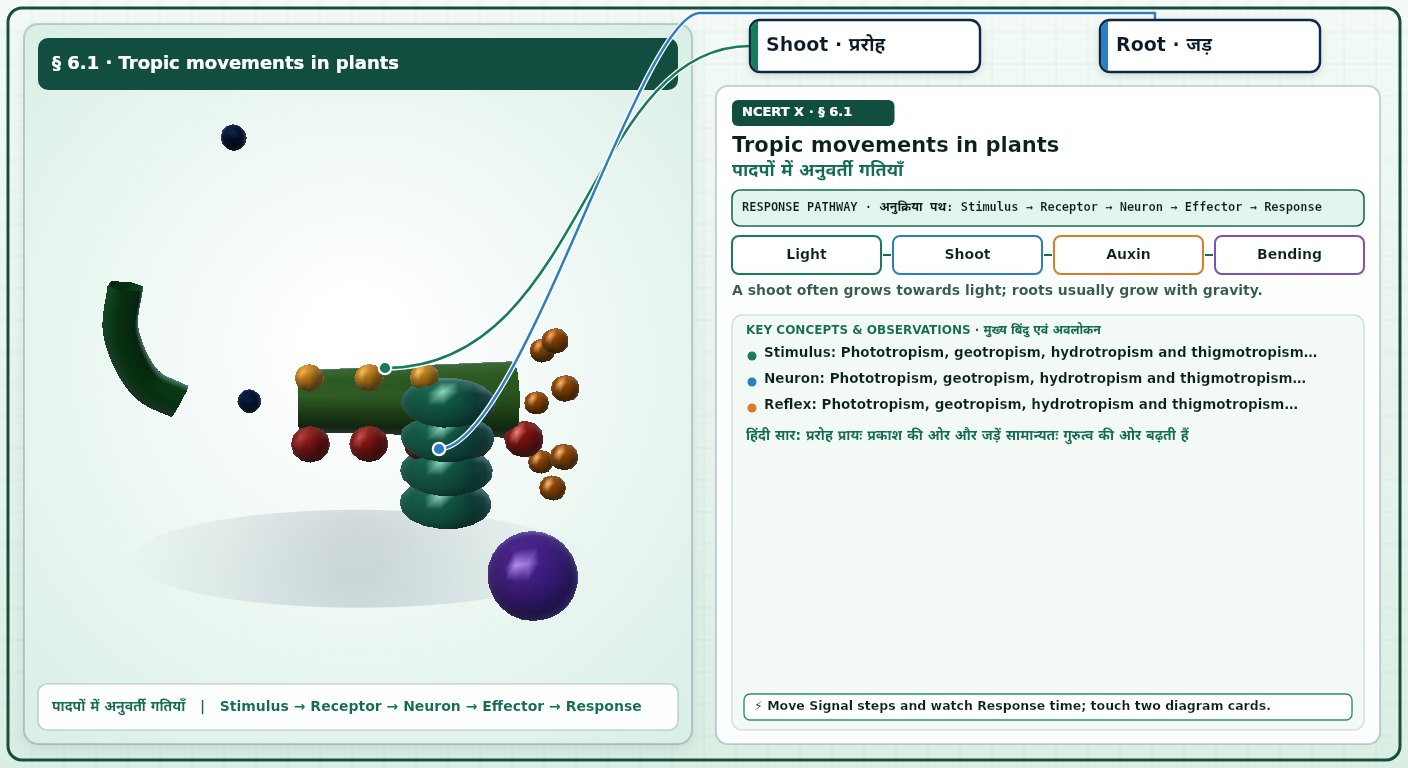 § 6.1 · Tropic movements in plants
Shoot · प्ररोह
Root · जड़
NCERT X · § 6.1
Tropic movements in plants
पादपों में अनुवर्ती गतियाँ
RESPONSE PATHWAY · अनुक्रिया पथ: Stimulus → Receptor → Neuron → Effector → Response
Light
Shoot
Auxin
Bending
A shoot often grows towards light; roots usually grow with gravity.
KEY CONCEPTS & OBSERVATIONS · मुख्य बिंदु एवं अवलोकन
Stimulus: Phototropism, geotropism, hydrotropism and thigmotropism…
Neuron: Phototropism, geotropism, hydrotropism and thigmotropism…
Reflex: Phototropism, geotropism, hydrotropism and thigmotropism…
हिंदी सार: प्ररोह प्रायः प्रकाश की ओर और जड़ें सामान्यतः गुरुत्व की ओर बढ़ती हैं
⚡ Move Signal steps and watch Response time; touch two diagram cards.
पादपों में अनुवर्ती गतियाँ | Stimulus → Receptor → Neuron → Effector → Response